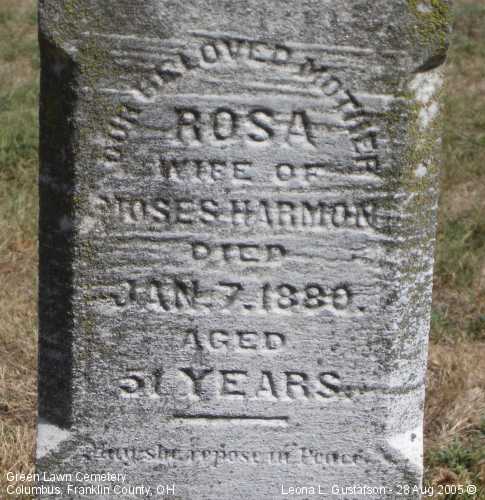 OUR BELOVED MOTHER
ROSA
WIFE OF
MOSES HARMON
DIED
JAN. 7. 1880.
AGED
51 YEARS.
she repose in Peace.
Green Lawn Cemetery
Columbus, Franklin County, OH
Leona L. Gustafson - 28 Aug 2005 ©